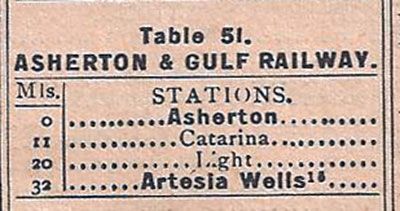 Table 51.
ASHERTON & GULF RAILWAY.
Mls. STATIONS.
0 ..........Asherton..........
11 ..........Catarina..........
20 ..........Light..........
32 ......Artesia Wells¹⁸......